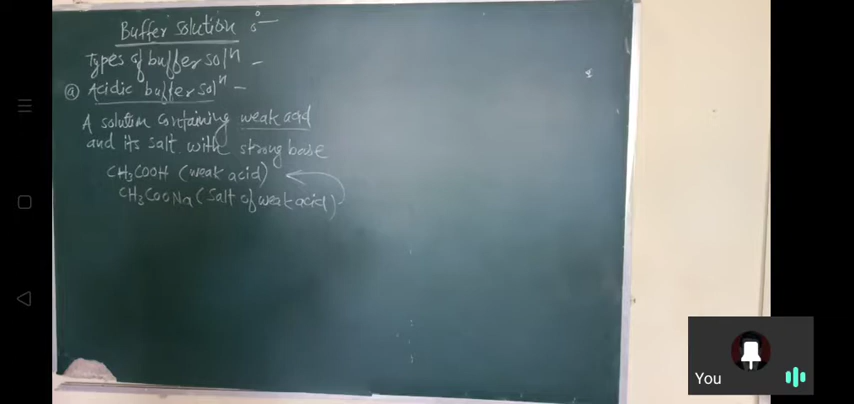 Buffer solution :-
Types of buffer solⁿ -
ⓐ Acidic buffer solⁿ -
A solution containing weak acid
and its salt with strong base
CH₃COOH (weak acid)
CH₃COONa (Salt of weak acid)
You